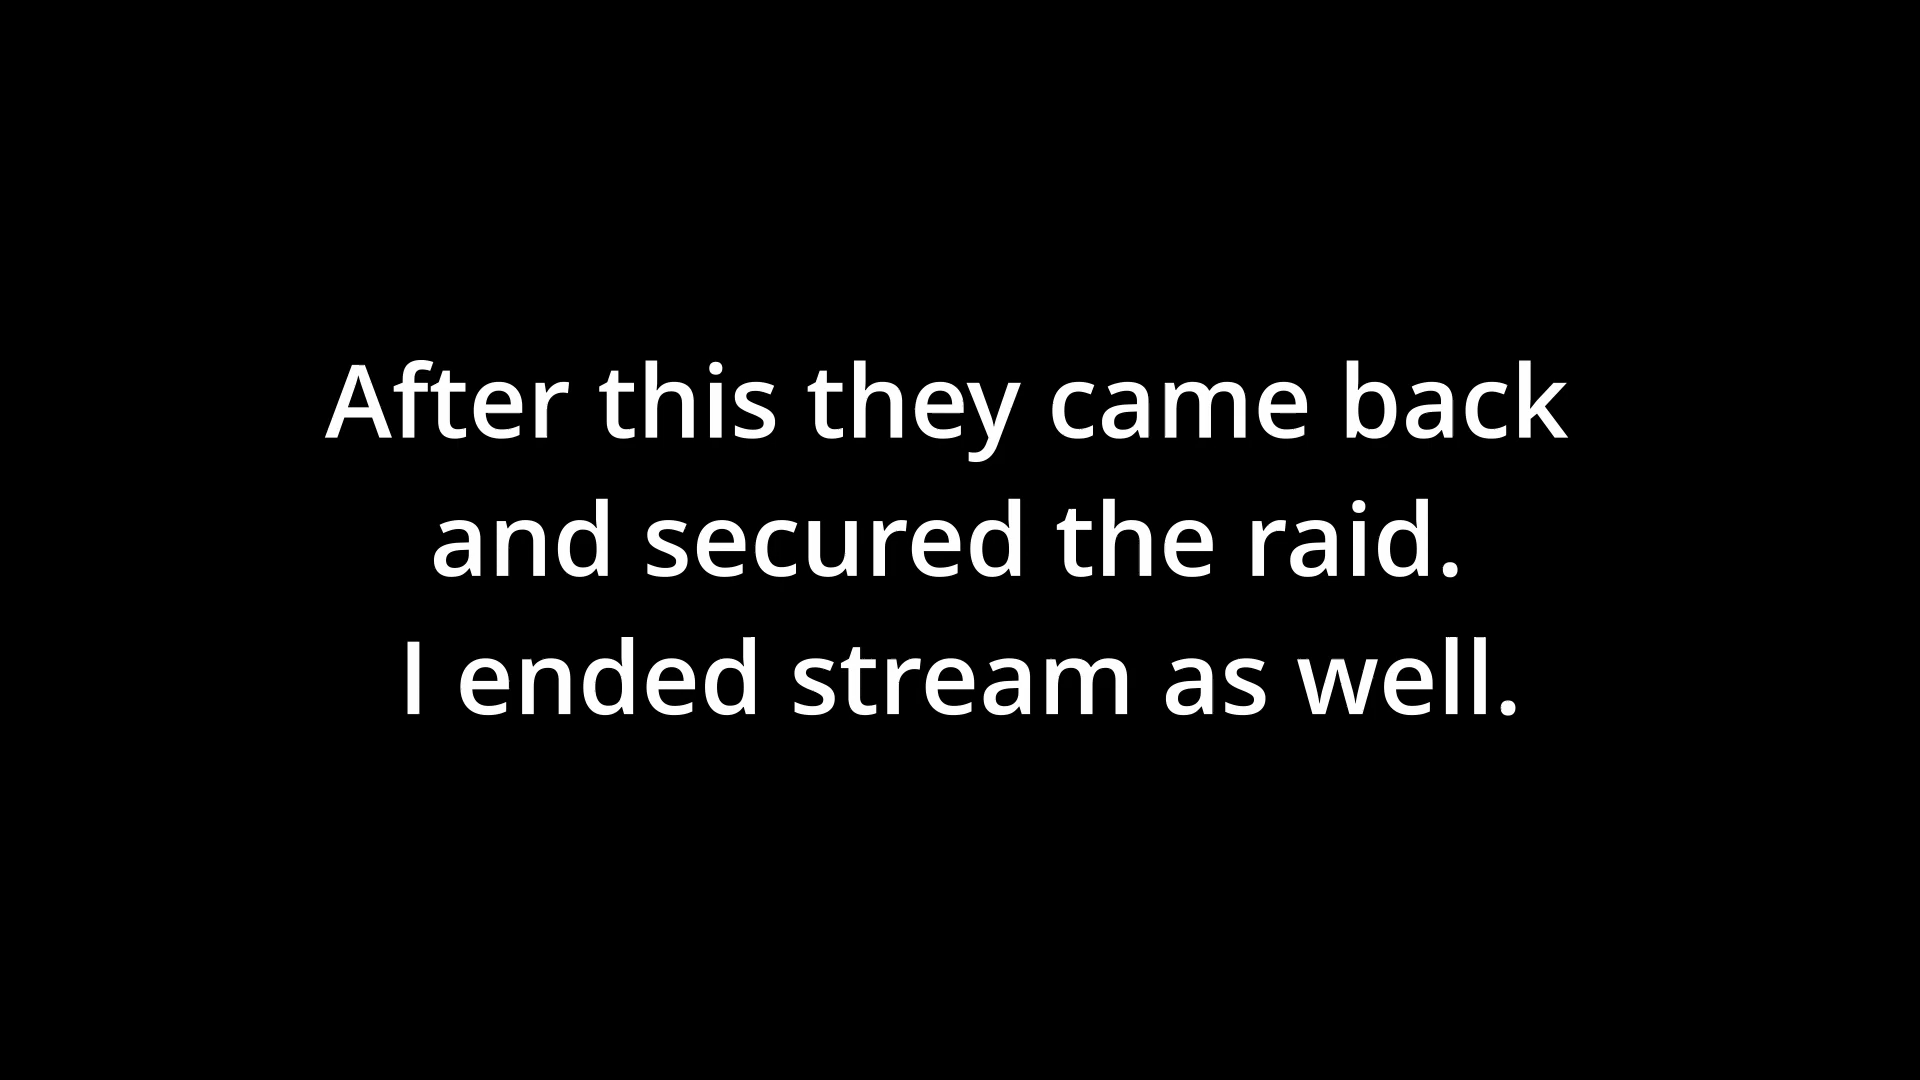 After this they came back
and secured the raid.
I ended stream as well.